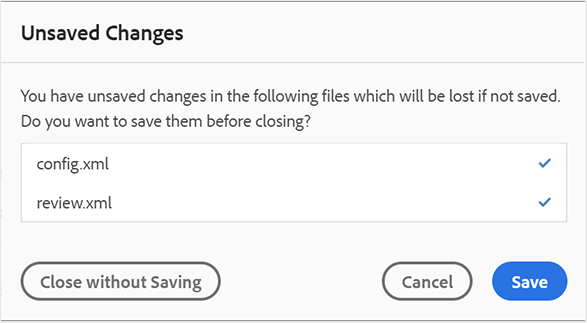 Unsaved Changes
You have unsaved changes in the following files which will be lost if not saved.
Do you want to save them before closing?
config.xml
review.xml
Close without Saving
Cancel
Save